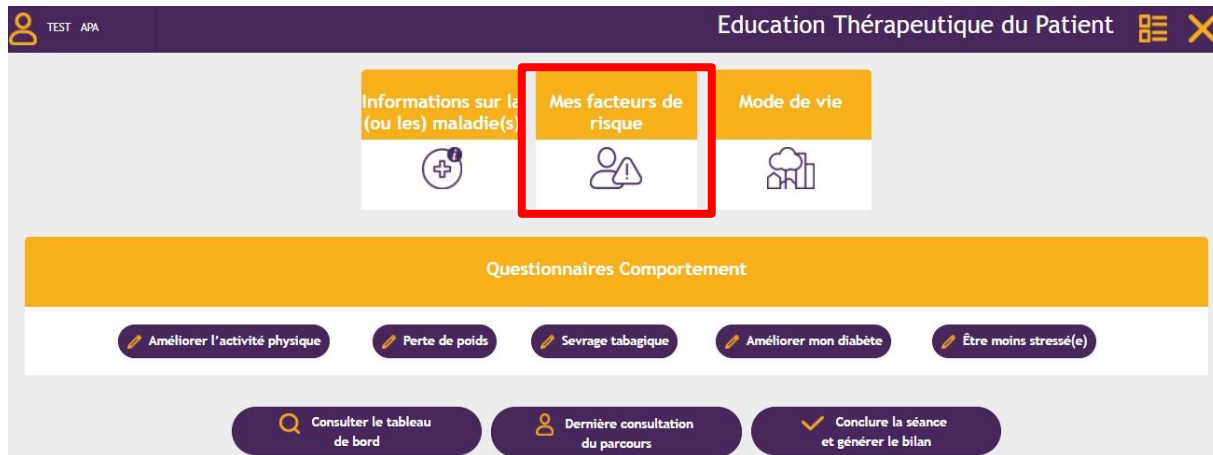 TEST APA
Education Thérapeutique du Patient
Informations sur la
(ou les) maladie(s)
Mes facteurs de
risque
Mode de vie
Questionnaires Comportement
Améliorer l'activité physique
Perte de poids
Sevrage tabagique
Améliorer mon diabète
Être moins stressé(e)
Consulter le tableau
de bord
Dernière consultation
du parcours
Conclure la séance
et générer le bilan